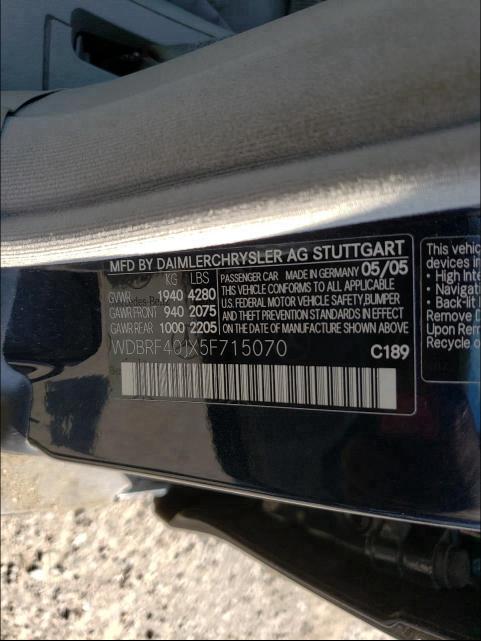 MFD BY DAIMLERCHRYSLER AG STUTTGART
KG LBS
GVWR 1940 4280
GAWR FRONT 940 2075
GAWR REAR 1000 2205
PASSENGER CAR MADE IN GERMANY 05/05
THIS VEHICLE CONFORMS TO ALL APPLICABLE
U.S. FEDERAL MOTOR VEHICLE SAFETY, BUMPER
AND THEFT PREVENTION STANDARDS IN EFFECT
ON THE DATE OF MANUFACTURE SHOWN ABOVE.
WDBRF401X5F715070
C189
This vehic
devices in
• High Inte
• Navigati
• Back-lit
Remove D
Upon Rem
Recycle o